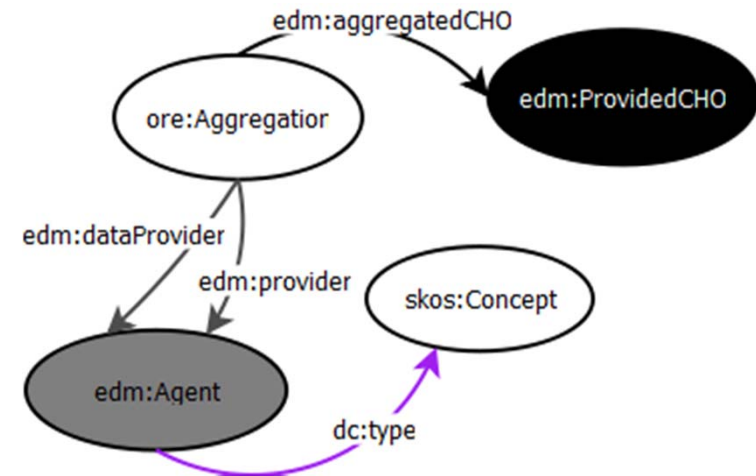 edm:aggregatedCHO
edm:ProvidedCHO
ore:Aggregatior
edm:dataProvider
edm:provider
skos:Concept
edm:Agent
dc:type